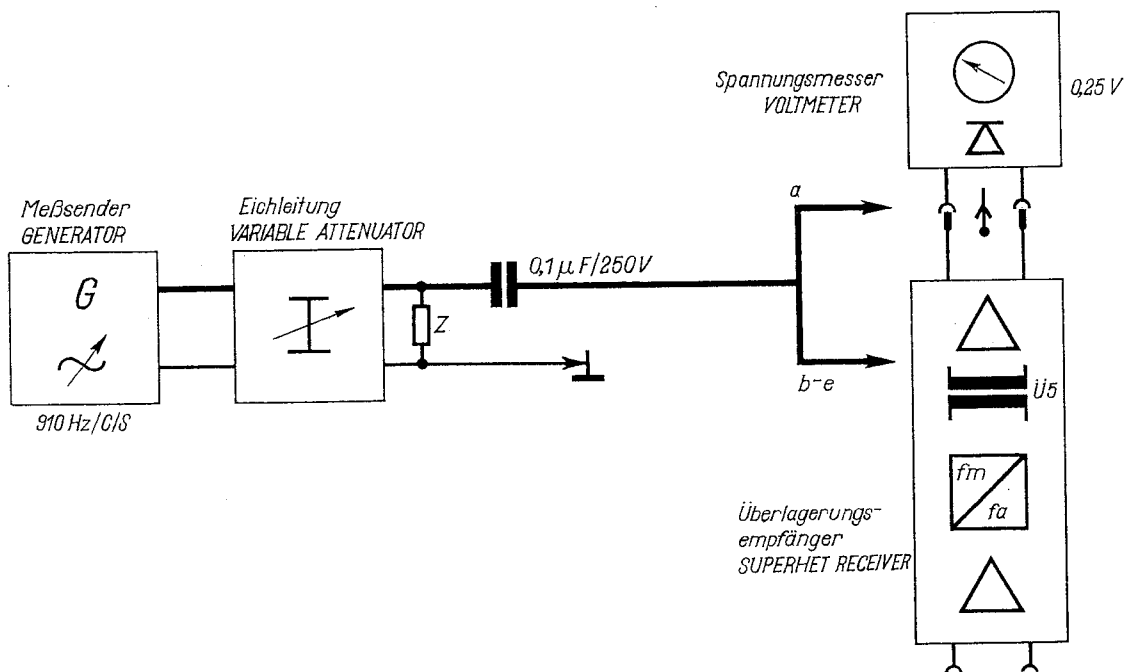 Spannungsmesser
VOLTMETER
0,25 V
Meßsender
GENERATOR
G
910 Hz/C/S
Eichleitung
VARIABLE ATTENUATOR
Z
0,1 µF/250V
a
b-e
Ü5
fm
fa
Überlagerungs-
empfänger
SUPERHET RECEIVER